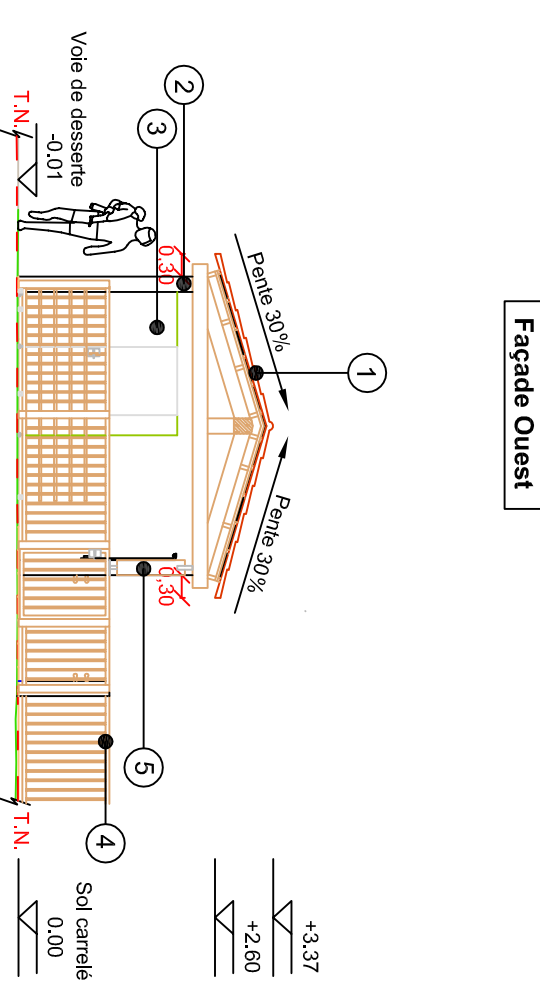 Façade Ouest
1
Pente 30%
Pente 30%
2
3
0,30
0,30
5
4
Voie de desserte
-0.01
T.N.
T.N.
+3.37
+2.60
Sol carrelé
0.00